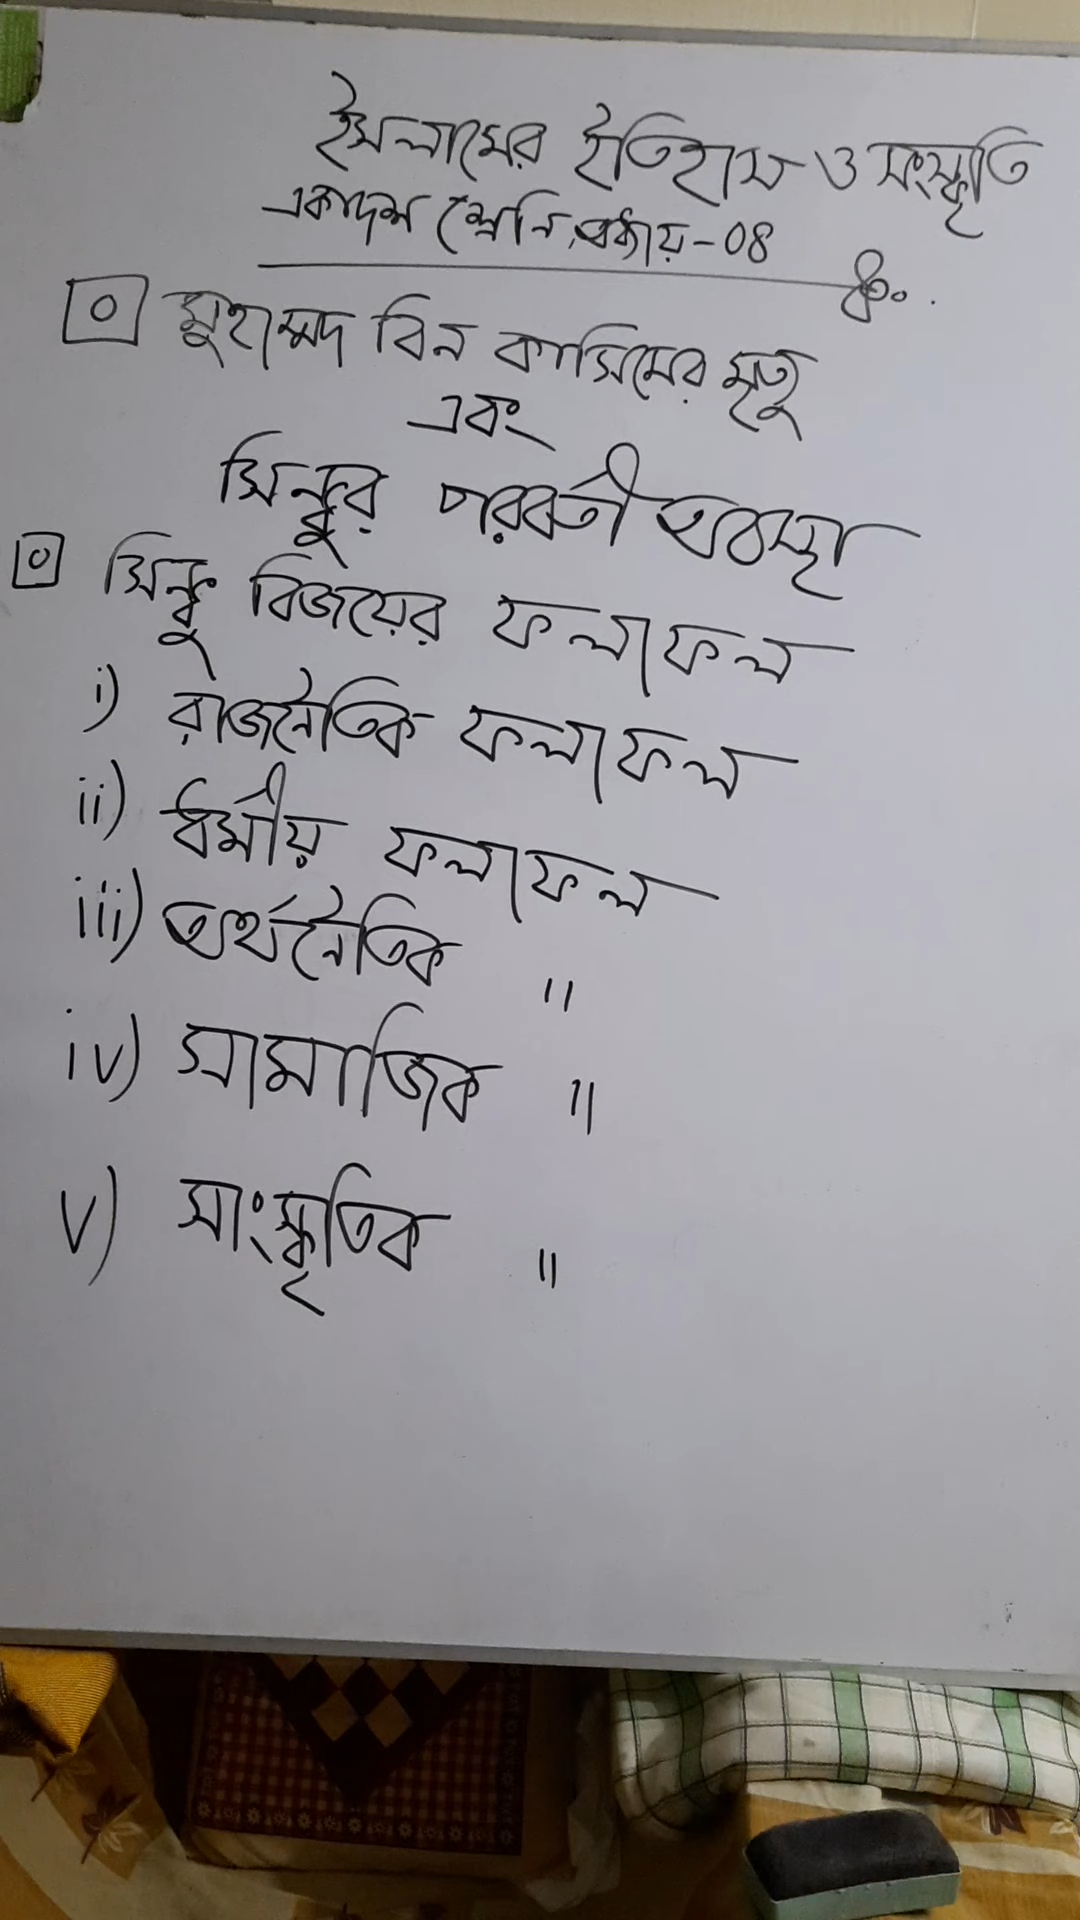 ইসলামের ইতিহাস ও সংস্কৃতি
একাদশ শ্রেনি, অধ্যায়-08
মুহাম্মদ বিন কাসিমের মৃত্যু
এবং
সিন্ধুর পরবর্তী অবস্থা
সিন্ধু বিজয়ের ফলাফল
i) রাজনৈতিক ফলাফল
ii) ধর্মীয় ফলাফল
iii) অর্থনৈতিক "
iv) সামাজিক "
v) সাংস্কৃতিক "